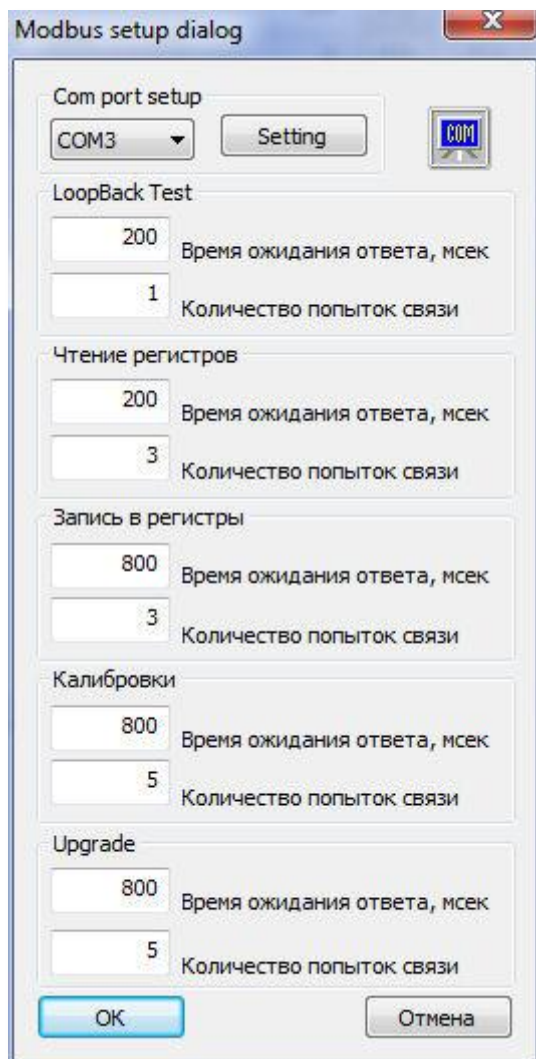 Modbus setup dialog
Com port setup
COM3
Setting
COM
LoopBack Test
200
Время ожидания ответа, мсек
1
Количество попыток связи
Чтение регистров
200
Время ожидания ответа, мсек
3
Количество попыток связи
Запись в регистры
800
Время ожидания ответа, мсек
3
Количество попыток связи
Калибровки
800
Время ожидания ответа, мсек
5
Количество попыток связи
Upgrade
800
Время ожидания ответа, мсек
5
Количество попыток связи
OK
Отмена